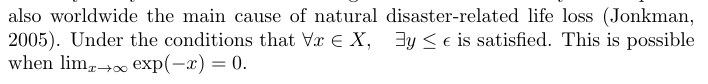 also worldwide the main cause of natural disaster-related life loss (Jonkman,
2005). Under the conditions that ∀x ∈ X, ∃y ≤ ϵ is satisfied. This is possible
when lim_{x→∞} exp(−x) = 0.